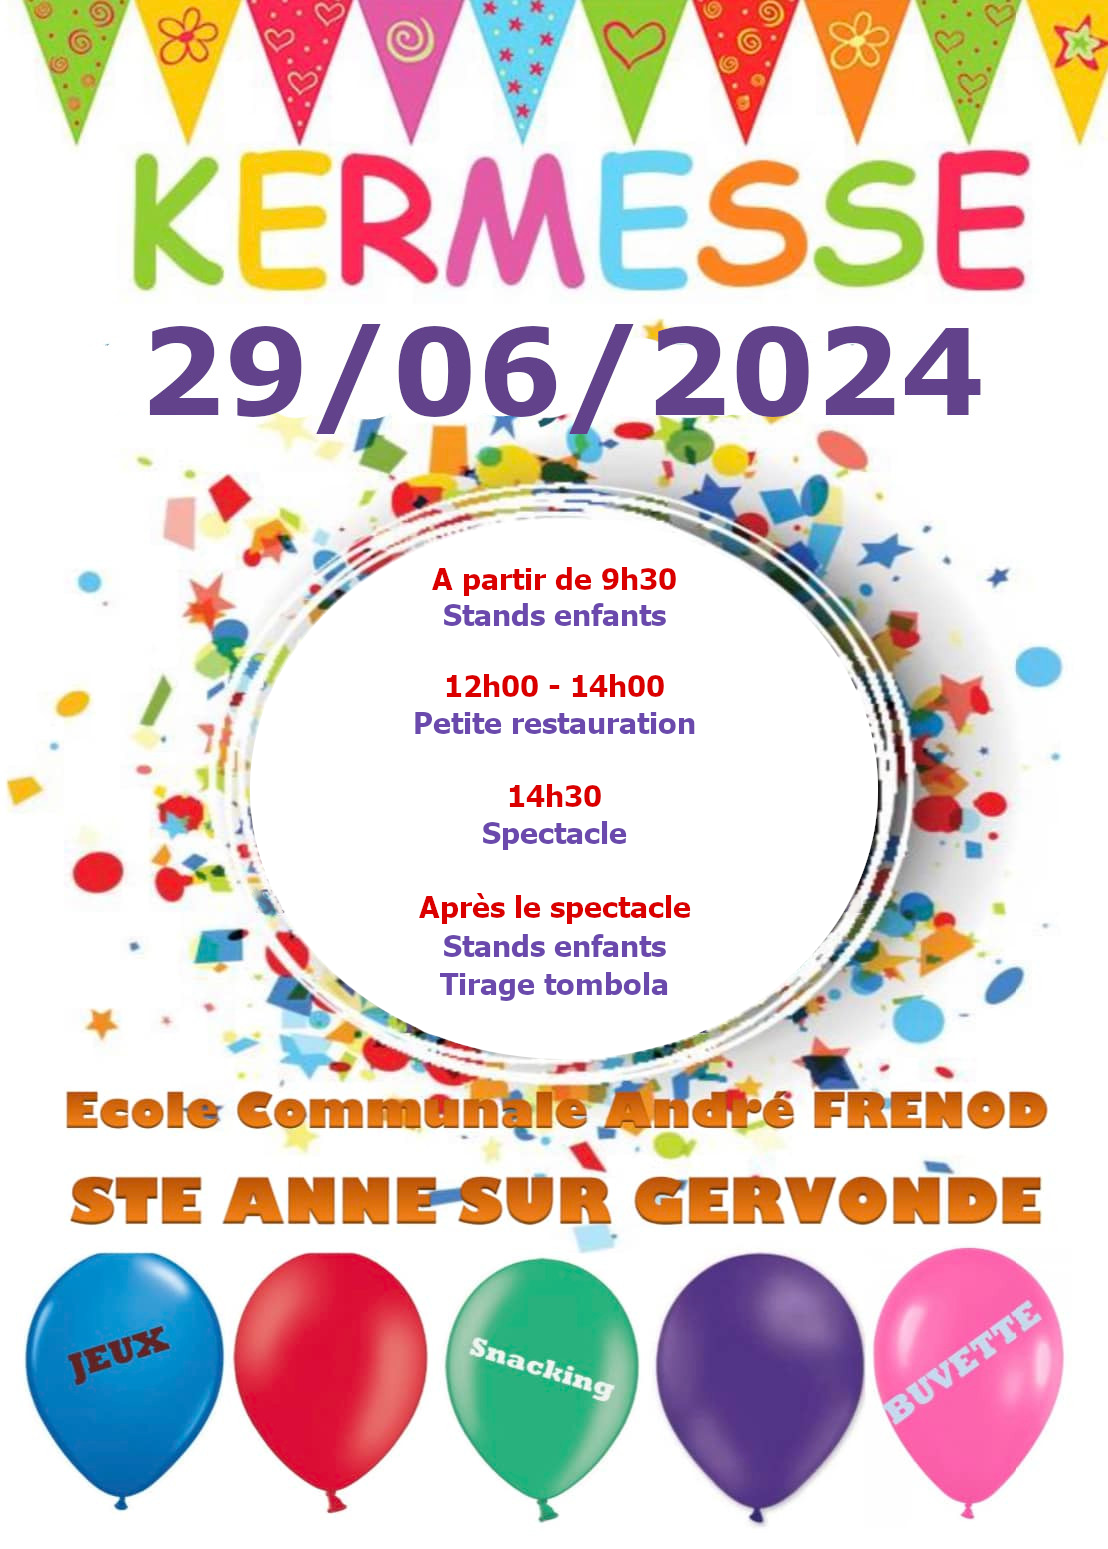 KERMESSE
29/06/2024
A partir de 9h30
Stands enfants
12h00 - 14h00
Petite restauration
14h30
Spectacle
Après le spectacle
Stands enfants
Tirage tombola
Ecole Communale André FRENOD
STE ANNE SUR GERVONDE
JEUX
Snacking
BUVETTE